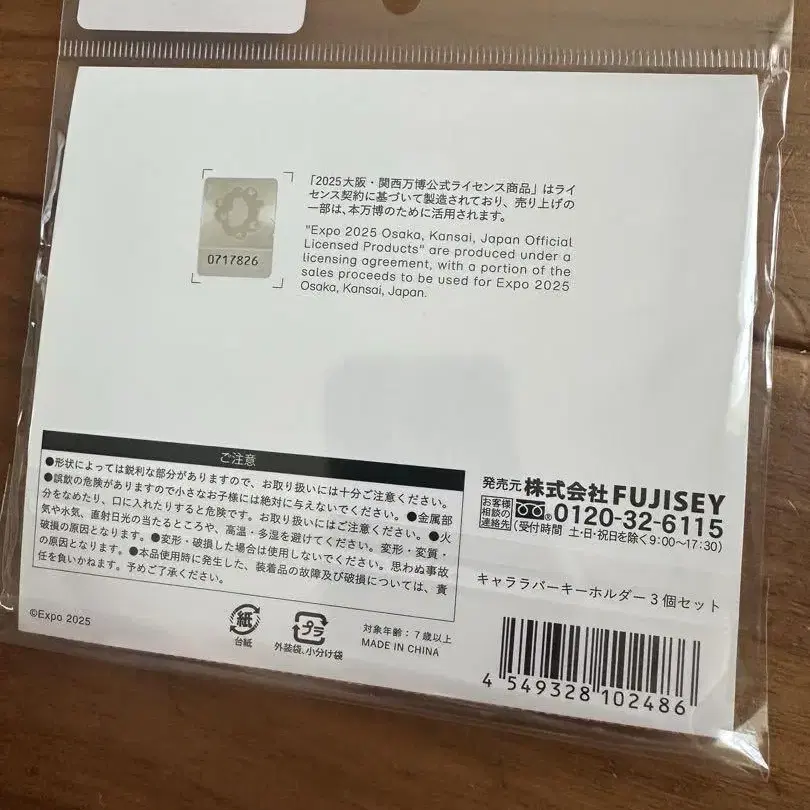 「2025大阪・関西万博公式ライセンス商品」はライ
センス契約に基づいて製造されており、売り上げの
一部は、本万博のために活用されます。
"Expo 2025 Osaka, Kansai, Japan Official
Licensed Products" are produced under a
licensing agreement, with a portion of the
sales proceeds to be used for Expo 2025
Osaka, Kansai, Japan.
0717826
ご注意
●形状によっては鋭利な部分がありますので、お取り扱いには十分ご注意ください。
●誤飲の危険がありますので小さなお子様には絶対に与えないでください。●金属部
分をなめたり、口に入れたりすると危険です。お取り扱いにはご注意ください。●火
気や水気、直射日光の当たるところや、高温・多湿を避けてください。変形・変質・
破損の原因となります。●変形・破損した場合は使用しないでください。思わぬ事故
の原因となります。●本品使用時に発生した、装着品の故障及び破損については、責
任を負いかねます。予めご了承ください。
発売元 株式会社FUJISEY
お客様
相談の
連絡先
0120-32-6115
(受付時間 土・日・祝日を除く9:00〜17:30)
キャララバーキーホルダー3個セット
©Expo 2025
紙
台紙
プラ
外装袋、小分け袋
対象年齢:7歳以上
MADE IN CHINA
4 549328 102486